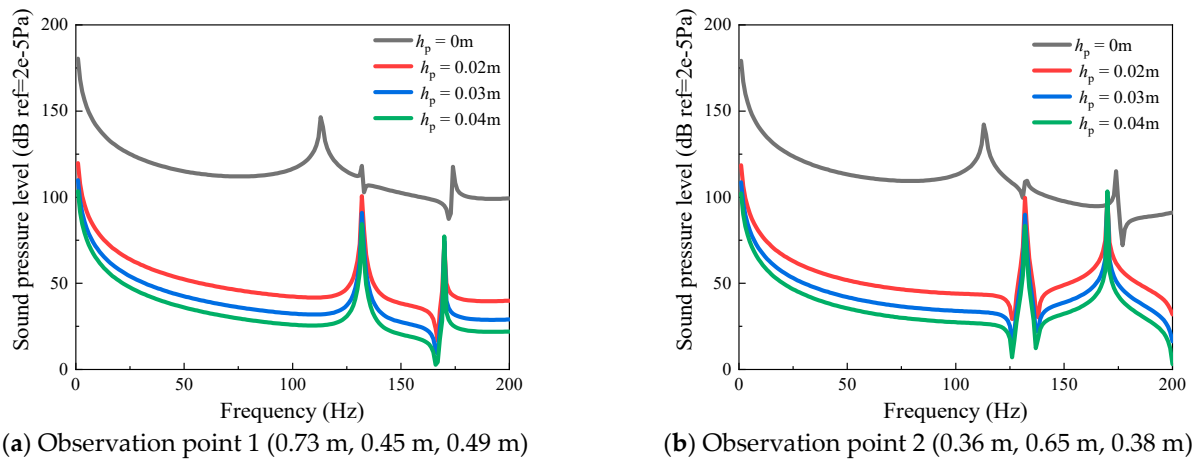 Sound pressure level (dB ref=2e-5Pa)
200
150
100
50
0
hₚ = 0m
hₚ = 0.02m
hₚ = 0.03m
hₚ = 0.04m
0 50 100 150 200
Frequency (Hz)
(a) Observation point 1 (0.73 m, 0.45 m, 0.49 m)
Sound pressure level (dB ref=2e-5Pa)
200
150
100
50
0
hₚ = 0m
hₚ = 0.02m
hₚ = 0.03m
hₚ = 0.04m
0 50 100 150 200
Frequency (Hz)
(b) Observation point 2 (0.36 m, 0.65 m, 0.38 m)